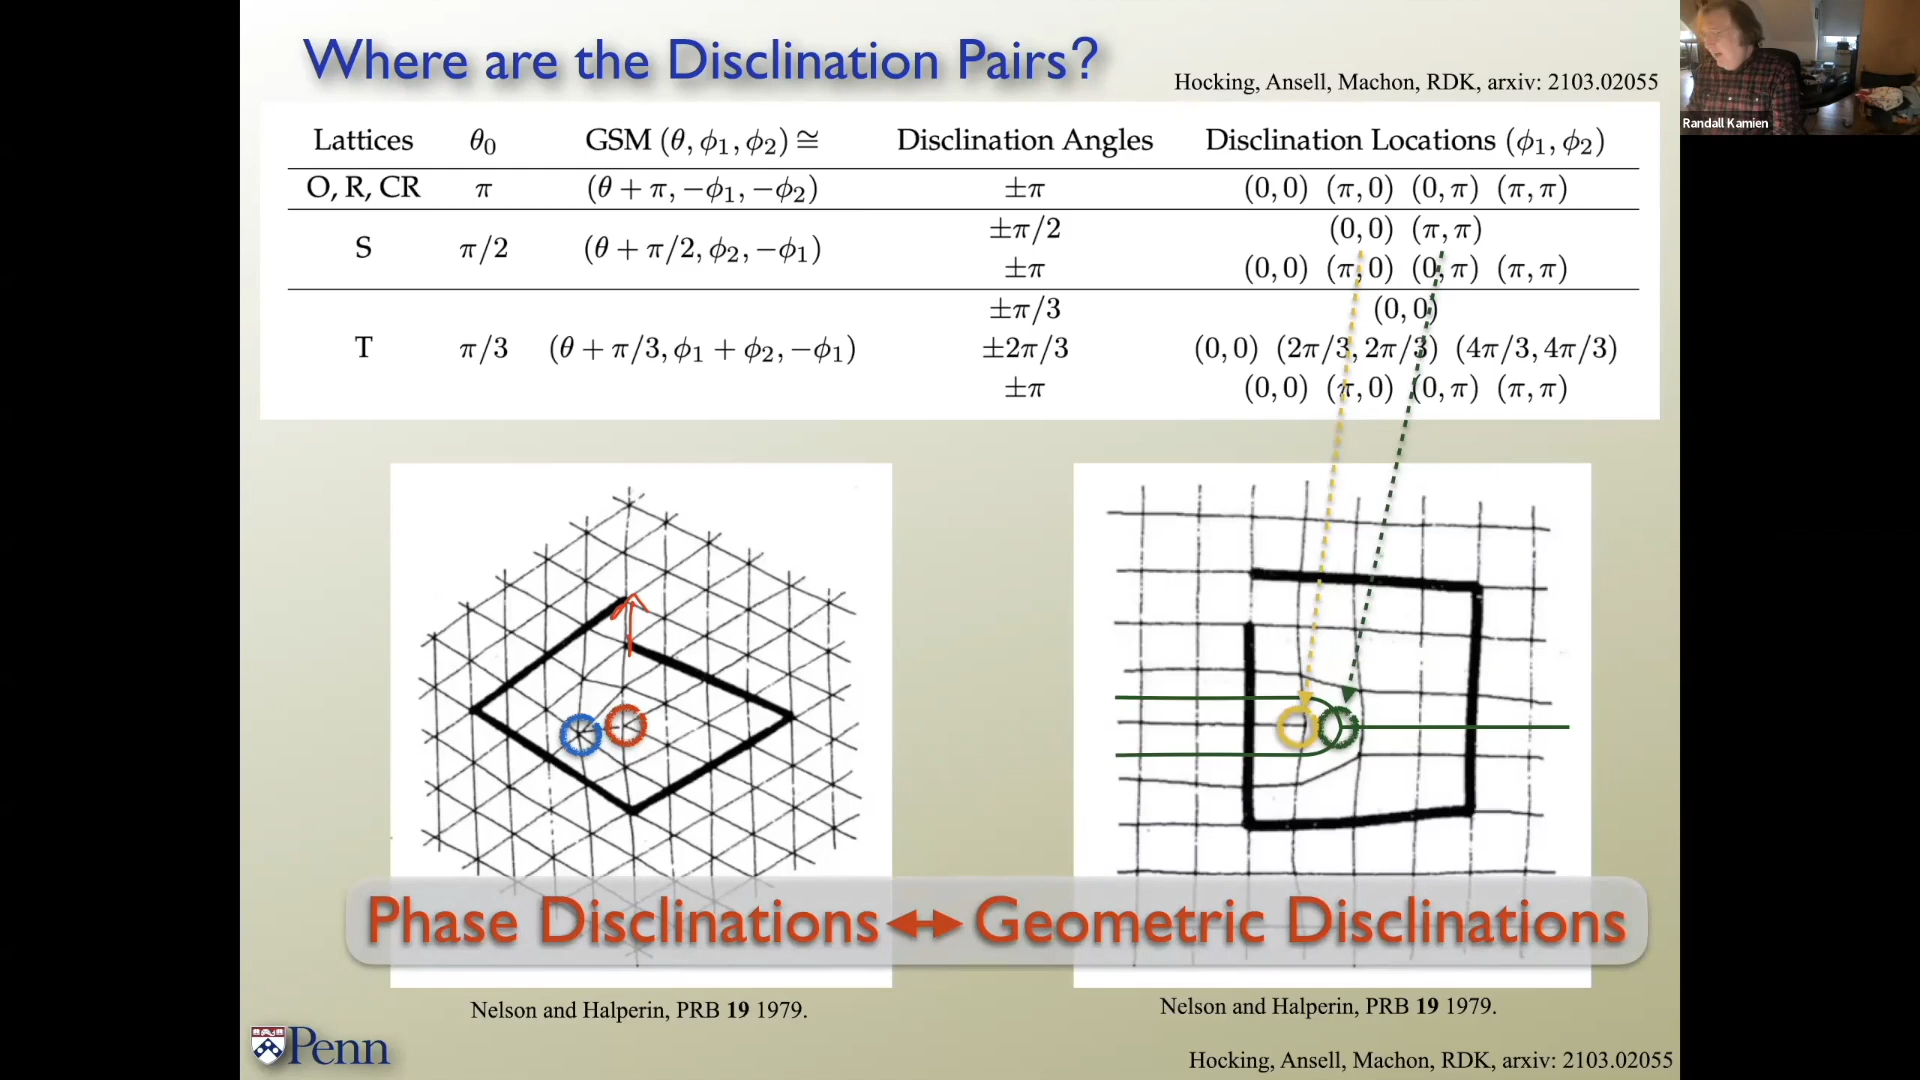 Where are the Disclination Pairs?
Hocking, Ansell, Machon, RDK, arxiv: 2103.02055
Randall Kamien
Lattices θ₀ GSM (θ, ϕ₁, ϕ₂) ≅ Disclination Angles Disclination Locations (ϕ₁, ϕ₂)
O, R, CR π (θ + π, −ϕ₁, −ϕ₂) ±π (0, 0) (π, 0) (0, π) (π, π)
S π/2 (θ + π/2, ϕ₂, −ϕ₁) ±π/2 (0, 0) (π, π)
±π (0, 0) (π, 0) (0, π) (π, π)
±π/3 (0, 0)
T π/3 (θ + π/3, ϕ₁ + ϕ₂, −ϕ₁) ±2π/3 (0, 0) (2π/3, 2π/3) (4π/3, 4π/3)
±π (0, 0) (π, 0) (0, π) (π, π)
Phase Disclinations ↔ Geometric Disclinations
Nelson and Halperin, PRB 19 1979.
Nelson and Halperin, PRB 19 1979.
Penn
Hocking, Ansell, Machon, RDK, arxiv: 2103.02055